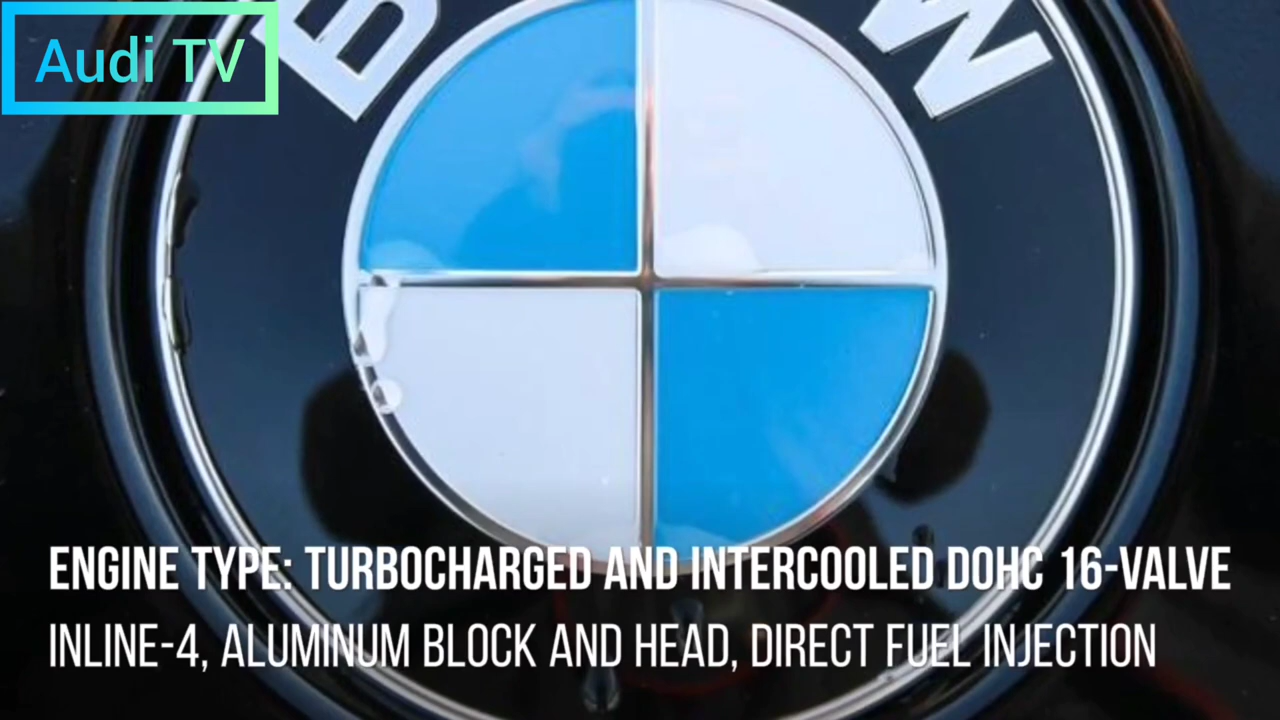 Audi TV
B W
ENGINE TYPE: TURBOCHARGED AND INTERCOOLED DOHC 16-VALVE
INLINE-4, ALUMINUM BLOCK AND HEAD, DIRECT FUEL INJECTION